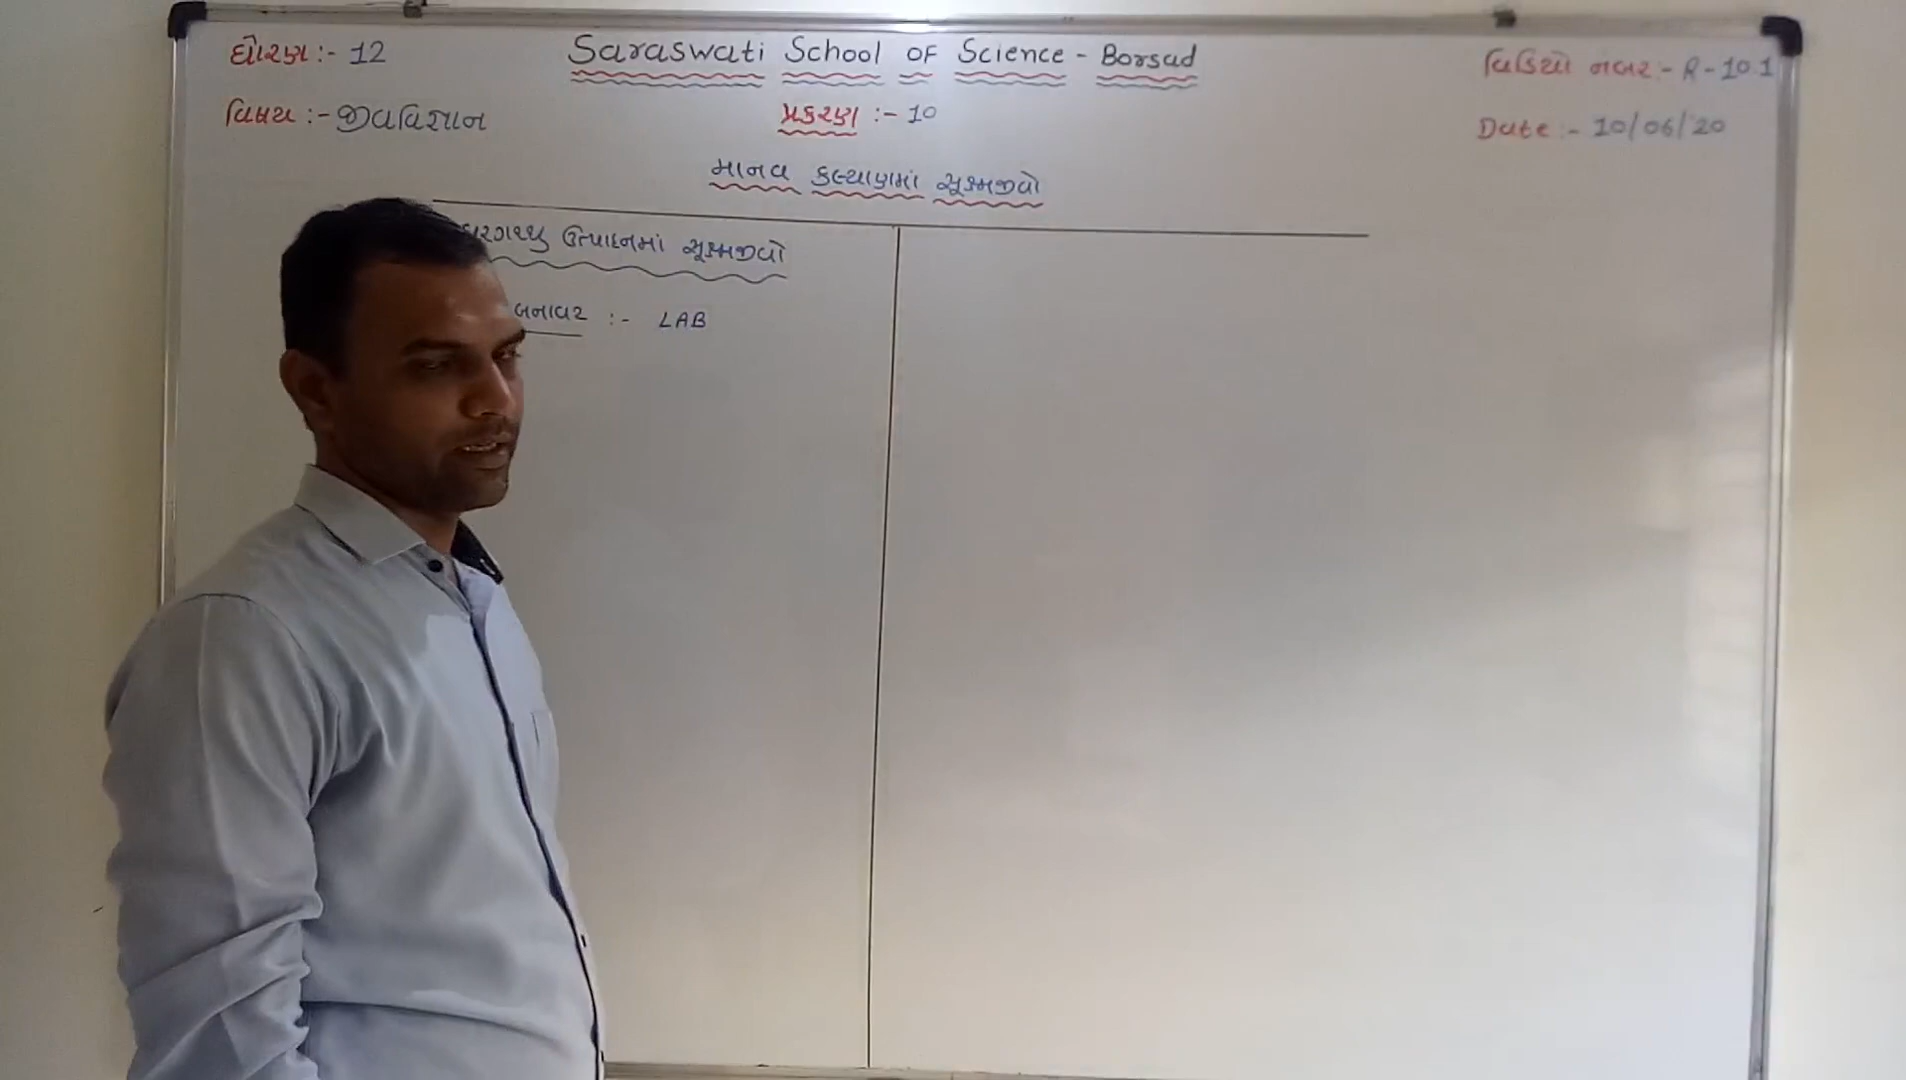 ધોરણ :- 12
Saraswati School OF Science - Borsad
વિડિયો નંબર - R - 10.1
વિષય :- જીવવિજ્ઞાન
પ્રકરણ :- 10
Date :- 10/06/20
માનવ કલ્યાણમાં સૂક્ષ્મજીવો
ઘરગથ્થુ ઉત્પાદનમાં સૂક્ષ્મજીવો
બનાવટ :- LAB